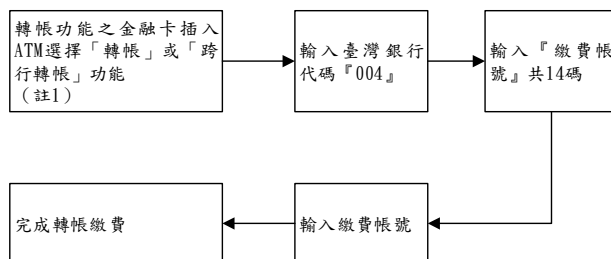 轉帳功能之金融卡插入
ATM選擇「轉帳」或「跨
行轉帳」功能
（註1）
輸入臺灣銀行
代碼『004』
輸入『繳費帳
號』共14碼
輸入繳費帳號
完成轉帳繳費